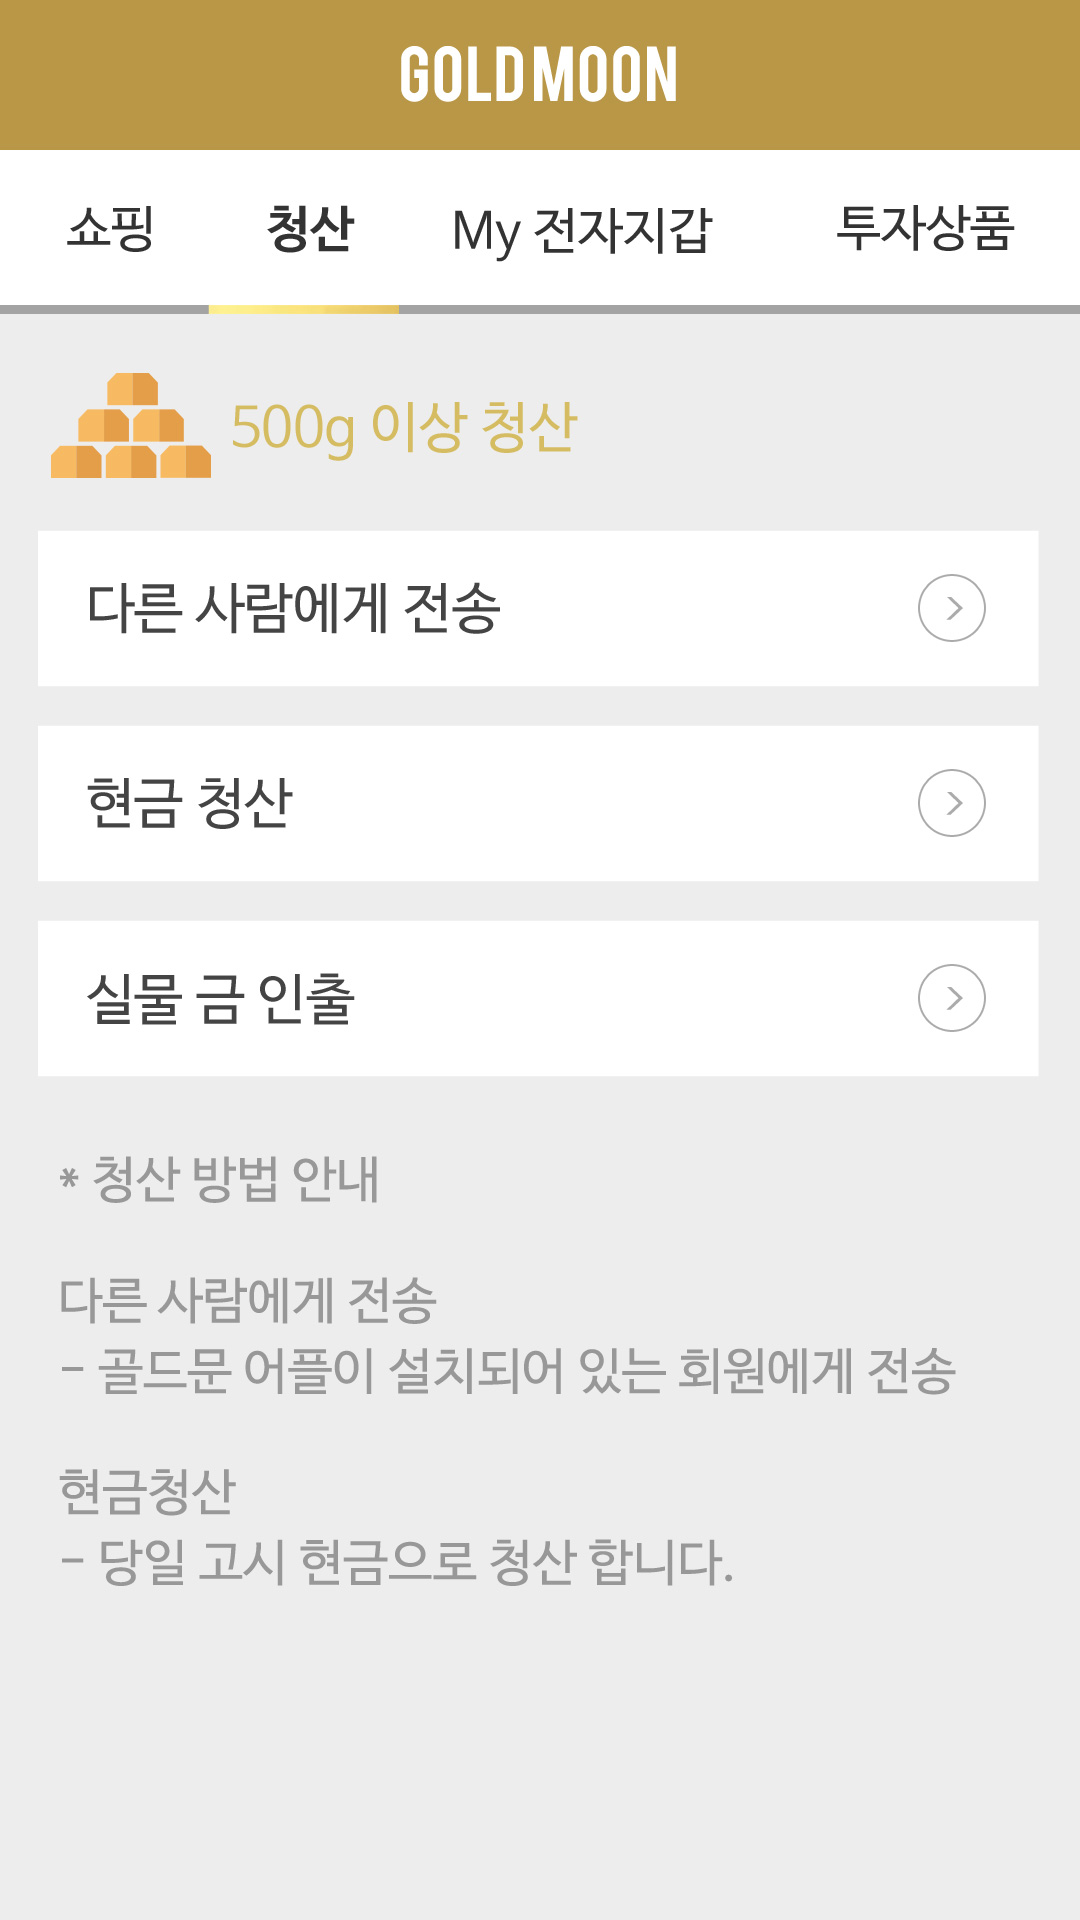 GOLDMOON
쇼핑 청산 My 전자지갑 투자상품
500g 이상 청산
다른 사람에게 전송
현금 청산
실물 금 인출
* 청산 방법 안내
다른 사람에게 전송
- 골드문 어플이 설치되어 있는 회원에게 전송
현금청산
- 당일 고시 현금으로 청산 합니다.